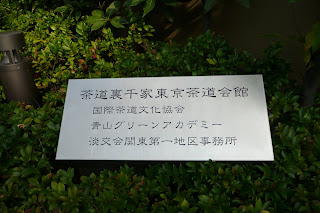 茶道裏千家東京茶道会館
国際茶道文化協会
青山グリーンアカデミー
淡交会関東第一地区事務所